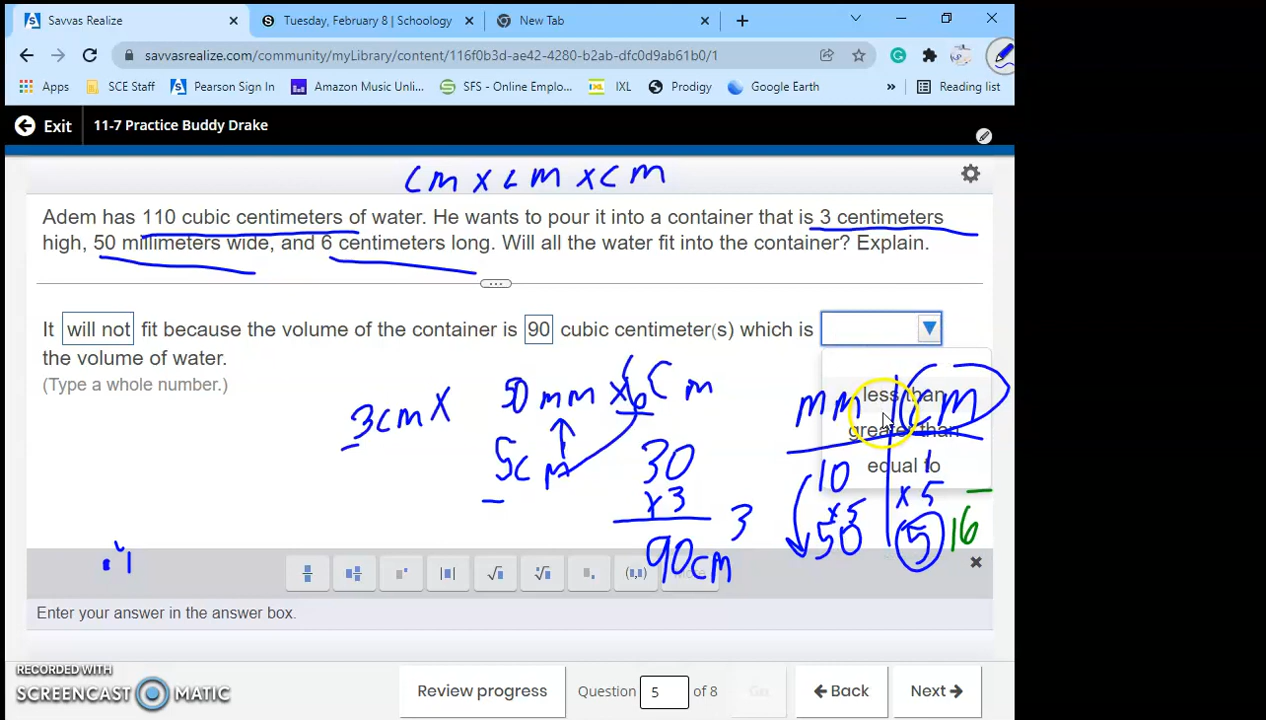 Savvas Realize
Tuesday, February 8 | Schoology
New Tab
savvasrealize.com/community/myLibrary/content/116f0b3d-ae42-4280-b2ab-dfc0d9ab61b0/1
Apps SCE Staff Pearson Sign In Amazon Music Unli... SFS - Online Emplo... IXL Prodigy Google Earth » Reading list
Exit 11-7 Practice Buddy Drake
cm x cm x cm
Adem has 110 cubic centimeters of water. He wants to pour it into a container that is 3 centimeters
high, 50 millimeters wide, and 6 centimeters long. Will all the water fit into the container? Explain.
It will not fit because the volume of the container is 90 cubic centimeter(s) which is
the volume of water.
(Type a whole number.)
less than
greater than
equal to
3cm x 50 mm x 6 cm
5cm
30
x3
90cm
3
mm cm
10 1
x5 x5
50 5
16
Enter your answer in the answer box.
RECORDED WITH
SCREENCAST MATIC
Review progress
Question 5 of 8
Go
Back
Next